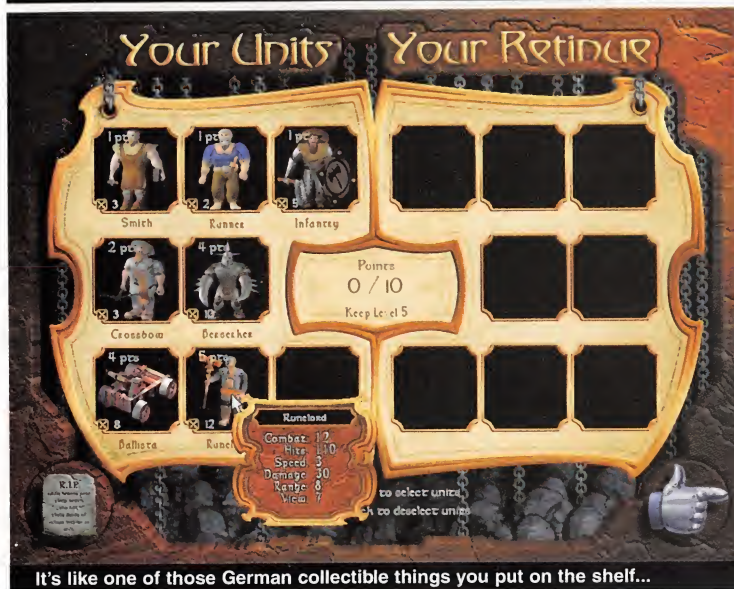 Your Units
Your Retinue
1 pt
1 pt
1 pt
3
2
5
Smith
Runner
Infantry
2 pts
4 pts
3
Crossbow
Berserker
Points
0 / 10
Keep Level 5
4 pts
5 pts
8
12
Ballista
Runelord
Combat: 12
Hits: 110
Speed: 3
Damage: 30
Range: 8
View: 7
to select units
to deselect units
R.I.P.
It's like one of those German collectible things you put on the shelf...